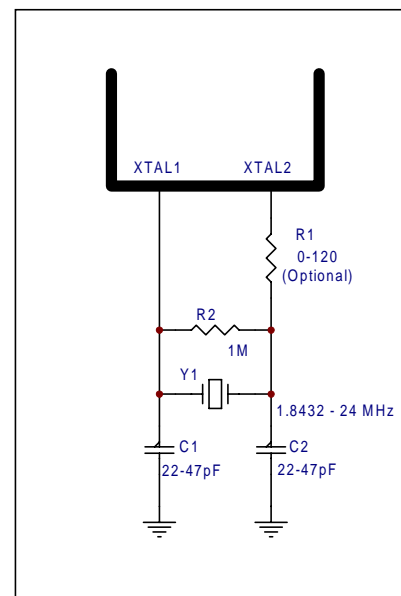 XTAL1 XTAL2
R1
0-120
(Optional)
R2
1M
Y1
1.8432 - 24 MHz
C1 C2
22-47pF 22-47pF